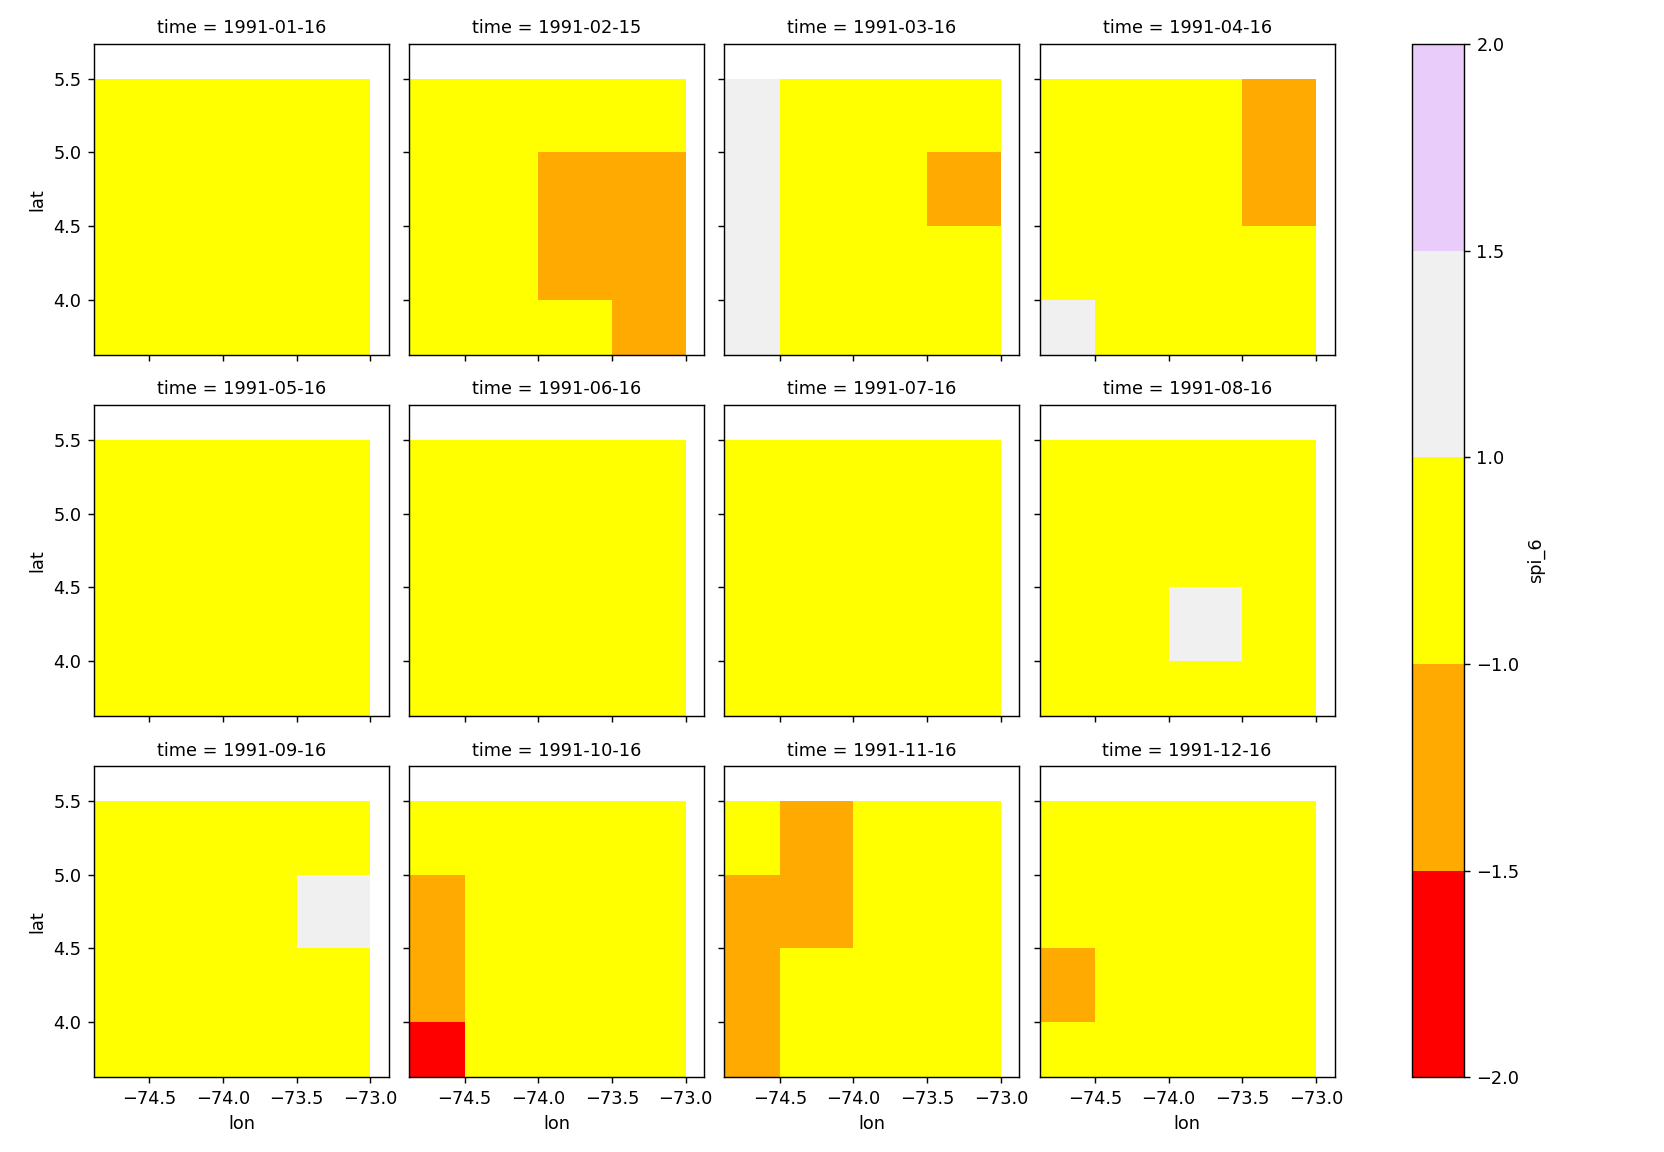 time = 1991-01-16 time = 1991-02-15 time = 1991-03-16 time = 1991-04-16
5.5
5.0
4.5
4.0
lat
time = 1991-05-16 time = 1991-06-16 time = 1991-07-16 time = 1991-08-16
5.5
5.0
4.5
4.0
lat
time = 1991-09-16 time = 1991-10-16 time = 1991-11-16 time = 1991-12-16
5.5
5.0
4.5
4.0
lat
−74.5 −74.0 −73.5 −73.0 −74.5 −74.0 −73.5 −73.0 −74.5 −74.0 −73.5 −73.0 −74.5 −74.0 −73.5 −73.0
lon lon lon lon
2.0
1.5
1.0
−1.0
−1.5
−2.0
spi_6